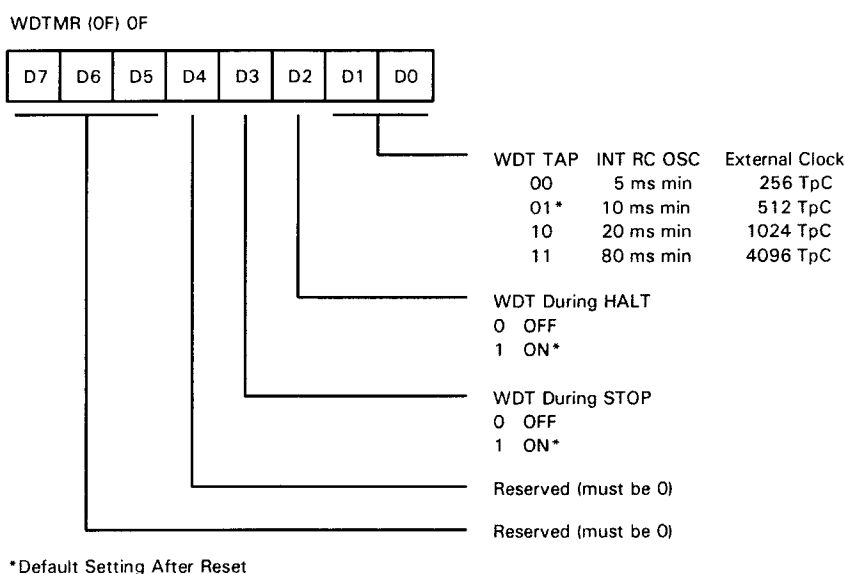 WDTMR (0F) 0F
D7 D6 D5 D4 D3 D2 D1 D0
WDT TAP INT RC OSC External Clock
00 5 ms min 256 TpC
01* 10 ms min 512 TpC
10 20 ms min 1024 TpC
11 80 ms min 4096 TpC
WDT During HALT
0 OFF
1 ON*
WDT During STOP
0 OFF
1 ON*
Reserved (must be 0)
Reserved (must be 0)
*Default Setting After Reset